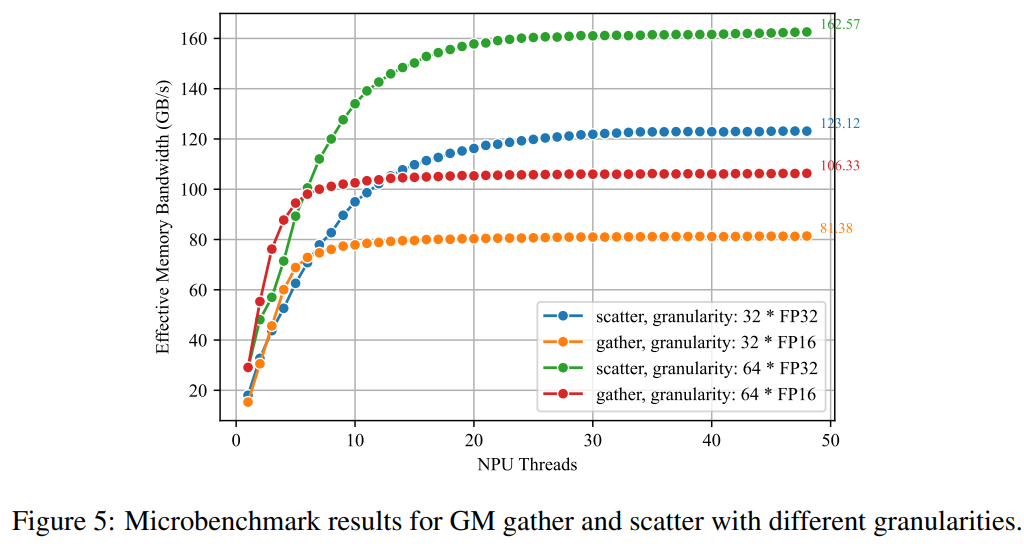 162.57
160
140
123.12
120
106.33
100
81.38
80
60
40
20
Effective Memory Bandwidth (GB/s)
scatter, granularity: 32 * FP32
gather, granularity: 32 * FP16
scatter, granularity: 64 * FP32
gather, granularity: 64 * FP16
0 10 20 30 40 50
NPU Threads
Figure 5: Microbenchmark results for GM gather and scatter with different granularities.